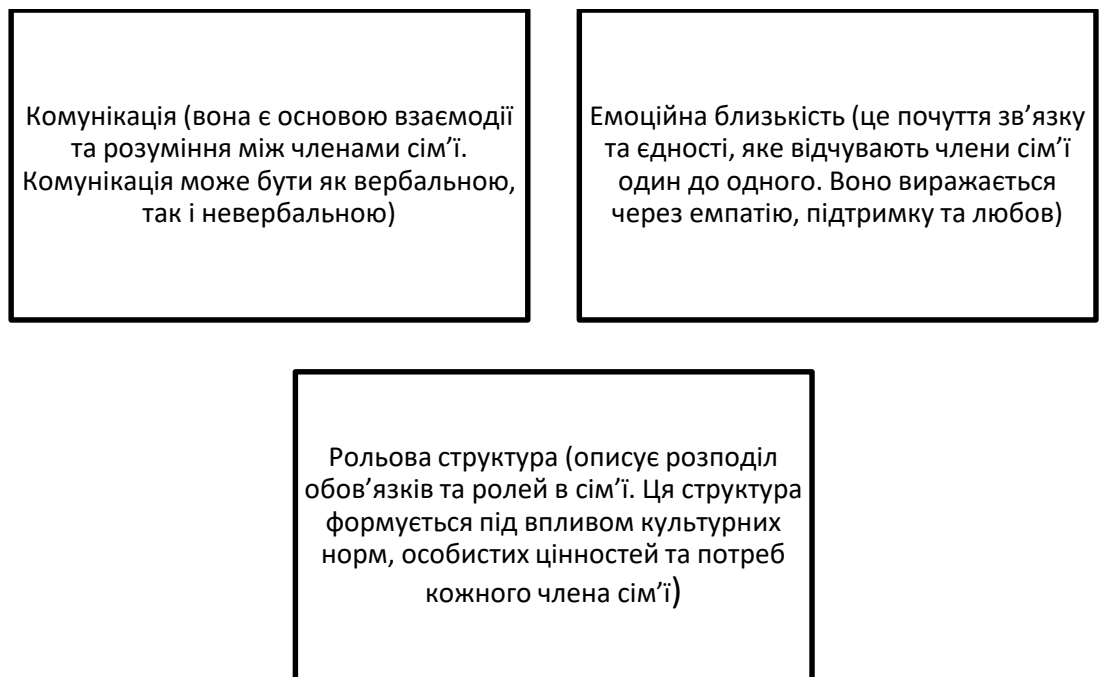 Комунікація (вона є основою взаємодії
та розуміння між членами сім’ї.
Комунікація може бути як вербальною,
так і невербальною)
Емоційна близькість (це почуття зв’язку
та єдності, яке відчувають члени сім’ї
один до одного. Воно виражається
через емпатію, підтримку та любов)
Рольова структура (описує розподіл
обов’язків та ролей в сім’ї. Ця структура
формується під впливом культурних
норм, особистих цінностей та потреб
кожного члена сім’ї)